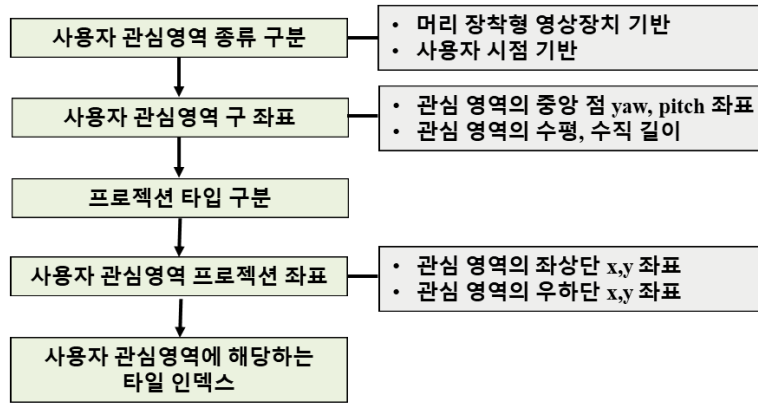 사용자 관심영역 종류 구분
• 머리 장착형 영상장치 기반
• 사용자 시점 기반
사용자 관심영역 구 좌표
• 관심 영역의 중앙 점 yaw, pitch 좌표
• 관심 영역의 수평, 수직 길이
프로젝션 타입 구분
사용자 관심영역 프로젝션 좌표
• 관심 영역의 좌상단 x,y 좌표
• 관심 영역의 우하단 x,y 좌표
사용자 관심영역에 해당하는
타일 인덱스